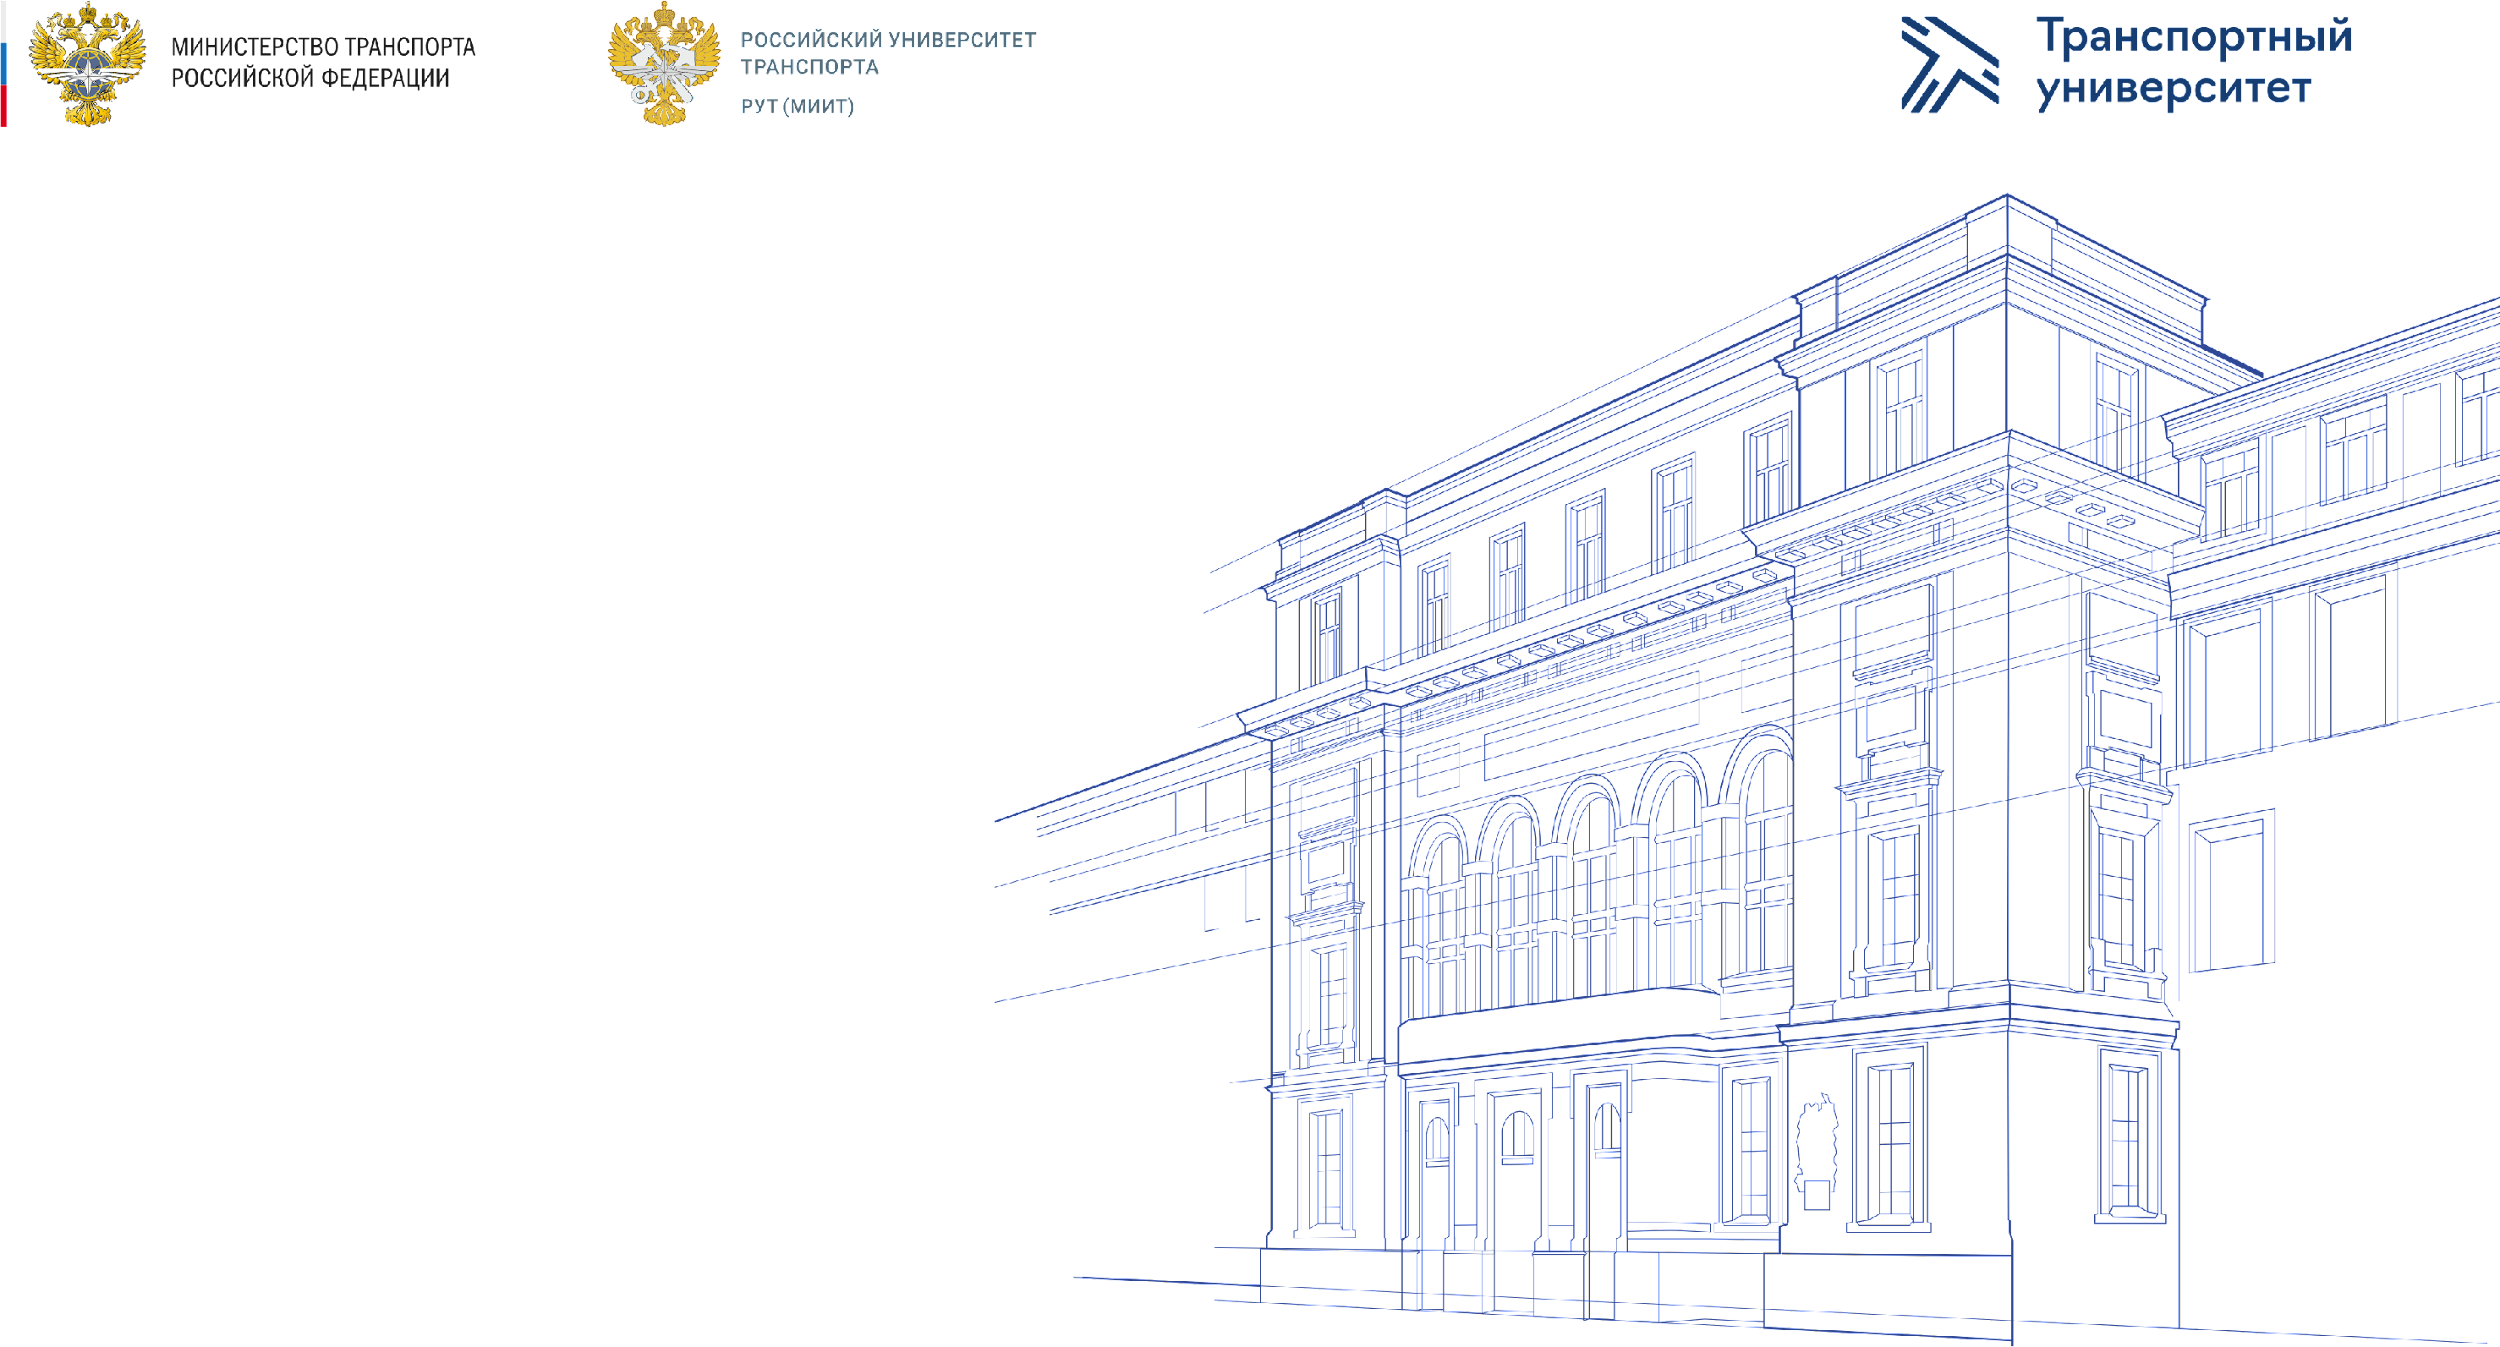 МИНИСТЕРСТВО ТРАНСПОРТА
РОССИЙСКОЙ ФЕДЕРАЦИИ
РОССИЙСКИЙ УНИВЕРСИТЕТ
ТРАНСПОРТА
РУТ (МИИТ)
Транспортный
университет